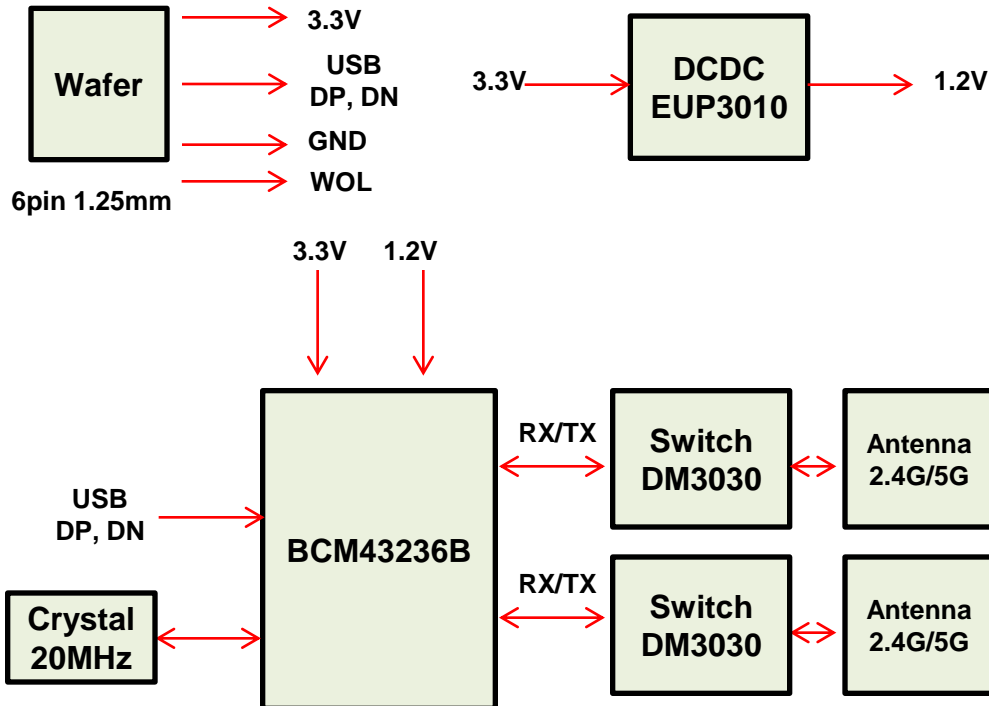 3.3V
Wafer
USB
DP, DN
GND
WOL
6pin 1.25mm
3.3V
DCDC
EUP3010
1.2V
3.3V
1.2V
BCM43236B
USB
DP, DN
Crystal
20MHz
RX/TX
Switch
DM3030
Antenna
2.4G/5G
RX/TX
Switch
DM3030
Antenna
2.4G/5G